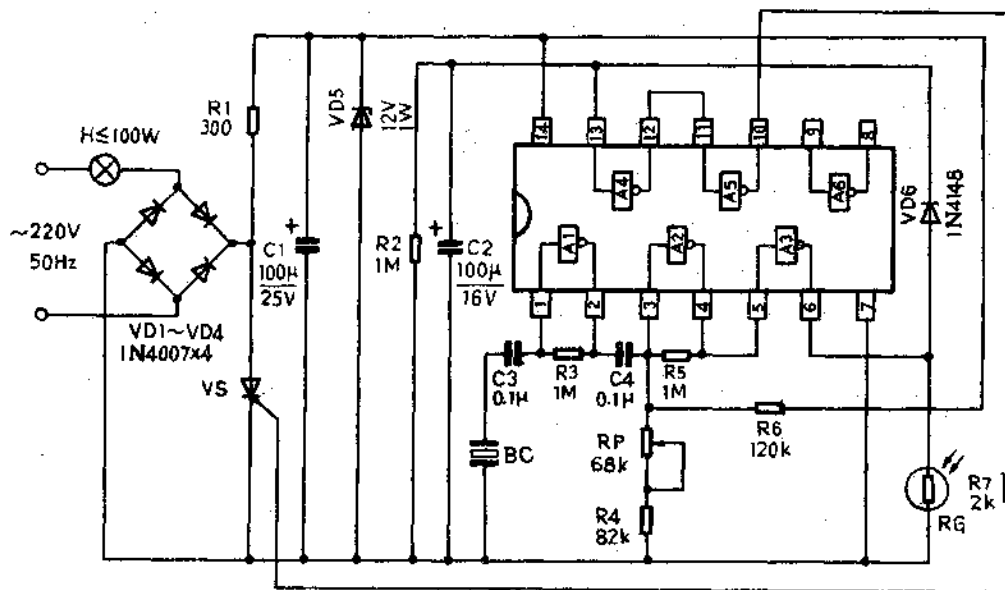 R1
300
H≤100W
~220V
50Hz
VD1~VD4
1N4007×4
VS
C1
+
100μ
25V
VD5
12V
1W
R2
1M
+
C2
100μ
16V
14
13
12
11
10
9
8
A4
A5
A6
A1
A2
A3
1
2
3
4
5
6
7
VD6
1N4148
C3
0.1μ
R3
1M
C4
0.1μ
R5
1M
R6
120k
BC
RP
68k
R4
82k
R7
2k
RG